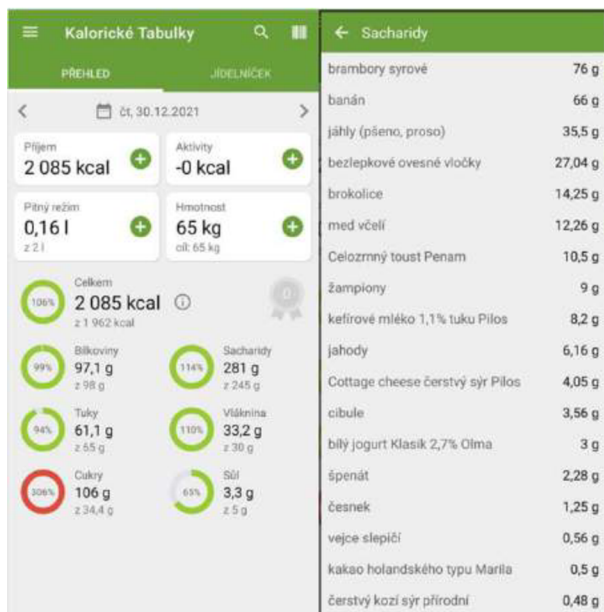 Kalorické Tabulky
PŘEHLED
JÍDELNÍČEK
čt, 30.12.2021
Příjem
2 085 kcal
Aktivity
-0 kcal
Pitný režim
0,16 l
z 2 l
Hmotnost
65 kg
cíl: 65 kg
106%
Celkem
2 085 kcal
z 1 962 kcal
0
99%
Bílkoviny
97,1 g
z 98 g
114%
Sacharidy
281 g
z 245 g
94%
Tuky
61,1 g
z 65 g
110%
Vláknina
33,2 g
z 30 g
306%
Cukry
106 g
z 34,4 g
65%
Sůl
3,3 g
z 5 g
Sacharidy
brambory syrové 76 g
banán 66 g
jáhly (pšeno, proso) 35,5 g
bezlepkové ovesné vločky 27,04 g
brokolice 14,25 g
med včelí 12,26 g
Celozrnný toust Penam 10,5 g
žampiony 9 g
kefírové mléko 1,1% tuku Pilos 8,2 g
jahody 6,16 g
Cottage cheese čerstvý sýr Pilos 4,05 g
cibule 3,56 g
bílý jogurt Klasik 2,7% Olma 3 g
špenát 2,28 g
česnek 1,25 g
vejce slepičí 0,56 g
kakao holandského typu Marila 0,5 g
čerstvý kozí sýr přírodní 0,48 g